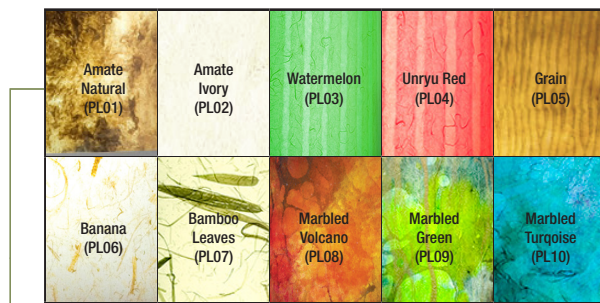 Amate
Natural
(PL01)
Amate
Ivory
(PL02)
Watermelon
(PL03)
Unryu Red
(PL04)
Grain
(PL05)
Banana
(PL06)
Bamboo
Leaves
(PL07)
Marbled
Volcano
(PL08)
Marbled
Green
(PL09)
Marbled
Turqoise
(PL10)